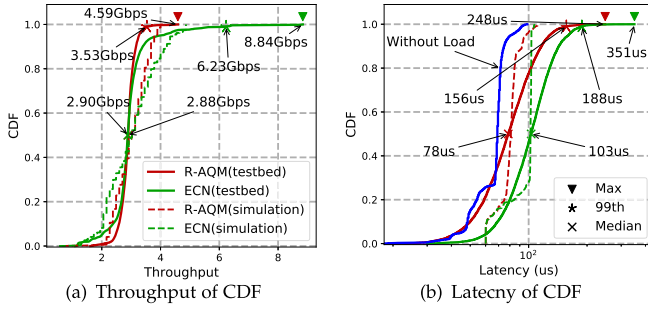 4.59Gbps
3.53Gbps
8.84Gbps
6.23Gbps
2.90Gbps
2.88Gbps
CDF
1.0
0.8
0.6
0.4
0.2
0.0
R-AQM(testbed)
ECN(testbed)
R-AQM(simulation)
ECN(simulation)
2 4 6 8
Throughput
(a) Throughput of CDF
248us
Without Load
351us
156us
188us
78us
103us
CDF
1.0
0.8
0.6
0.4
0.2
0.0
Max
99th
Median
10²
Latency (us)
(b) Latecny of CDF